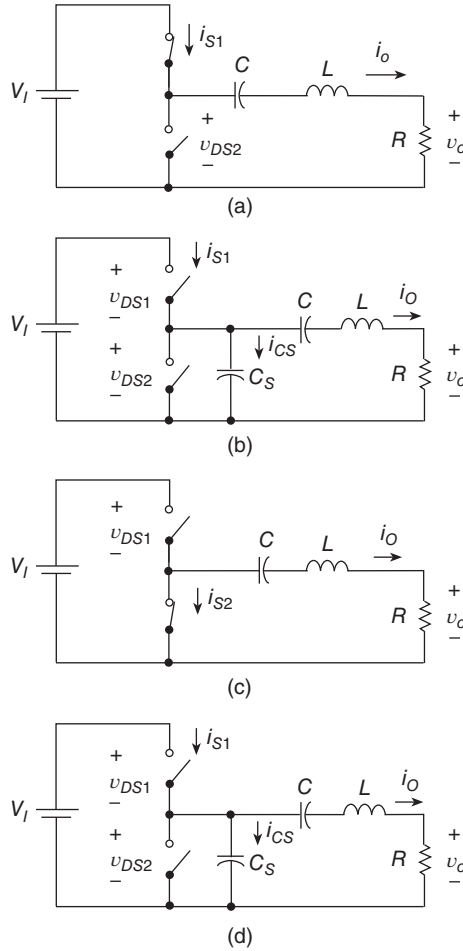 i_S1
V_I
C
L
i_o
+
v_DS2
−
R
+
v_o
−
(a)
+
v_DS1
−
i_S1
V_I
+
v_DS2
−
i_CS
C_S
C
L
i_O
R
+
v_o
−
(b)
+
v_DS1
−
V_I
i_S2
C
L
i_O
R
+
v_o
−
(c)
+
v_DS1
−
i_S1
V_I
+
v_DS2
−
i_CS
C_S
C
L
i_O
R
+
v_o
−
(d)